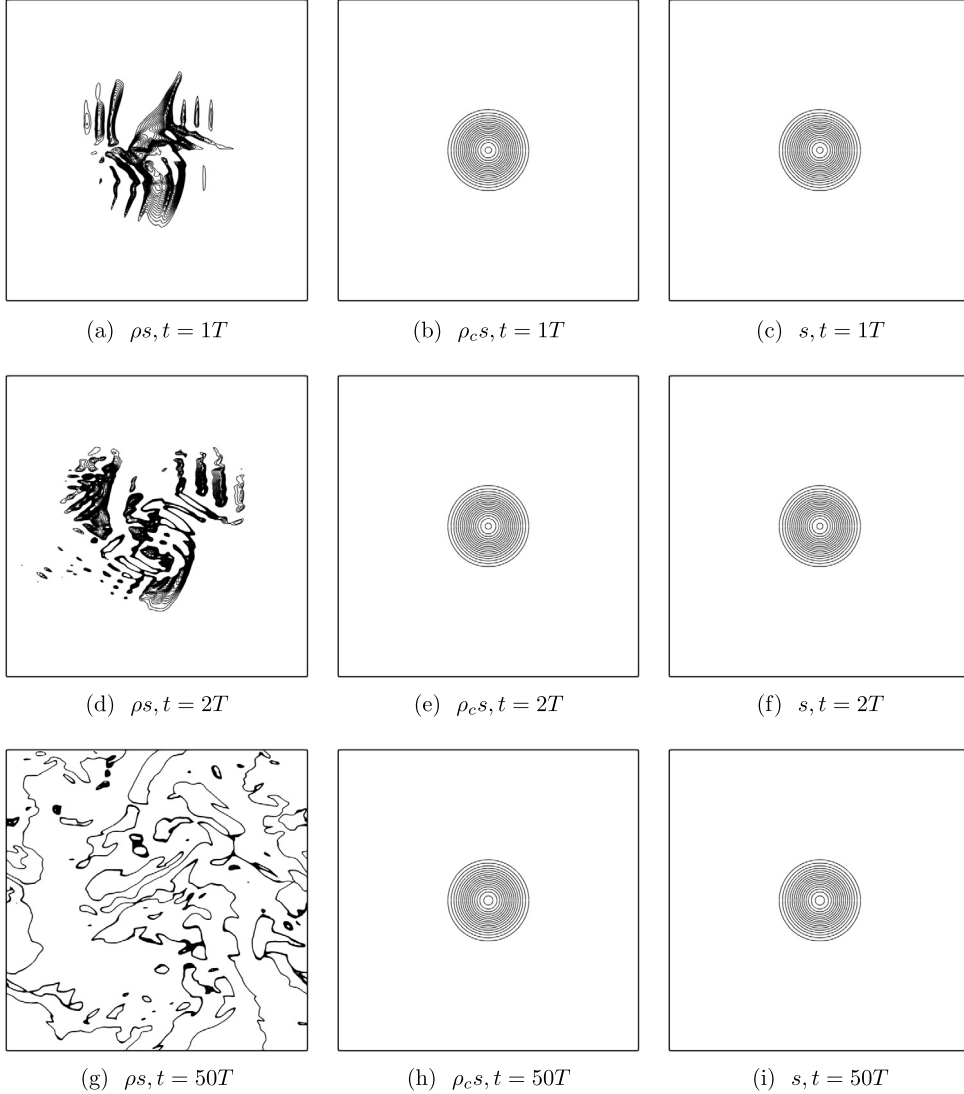 (a) ρs, t = 1T (b) ρ_c s, t = 1T (c) s, t = 1T
(d) ρs, t = 2T (e) ρ_c s, t = 2T (f) s, t = 2T
(g) ρs, t = 50T (h) ρ_c s, t = 50T (i) s, t = 50T